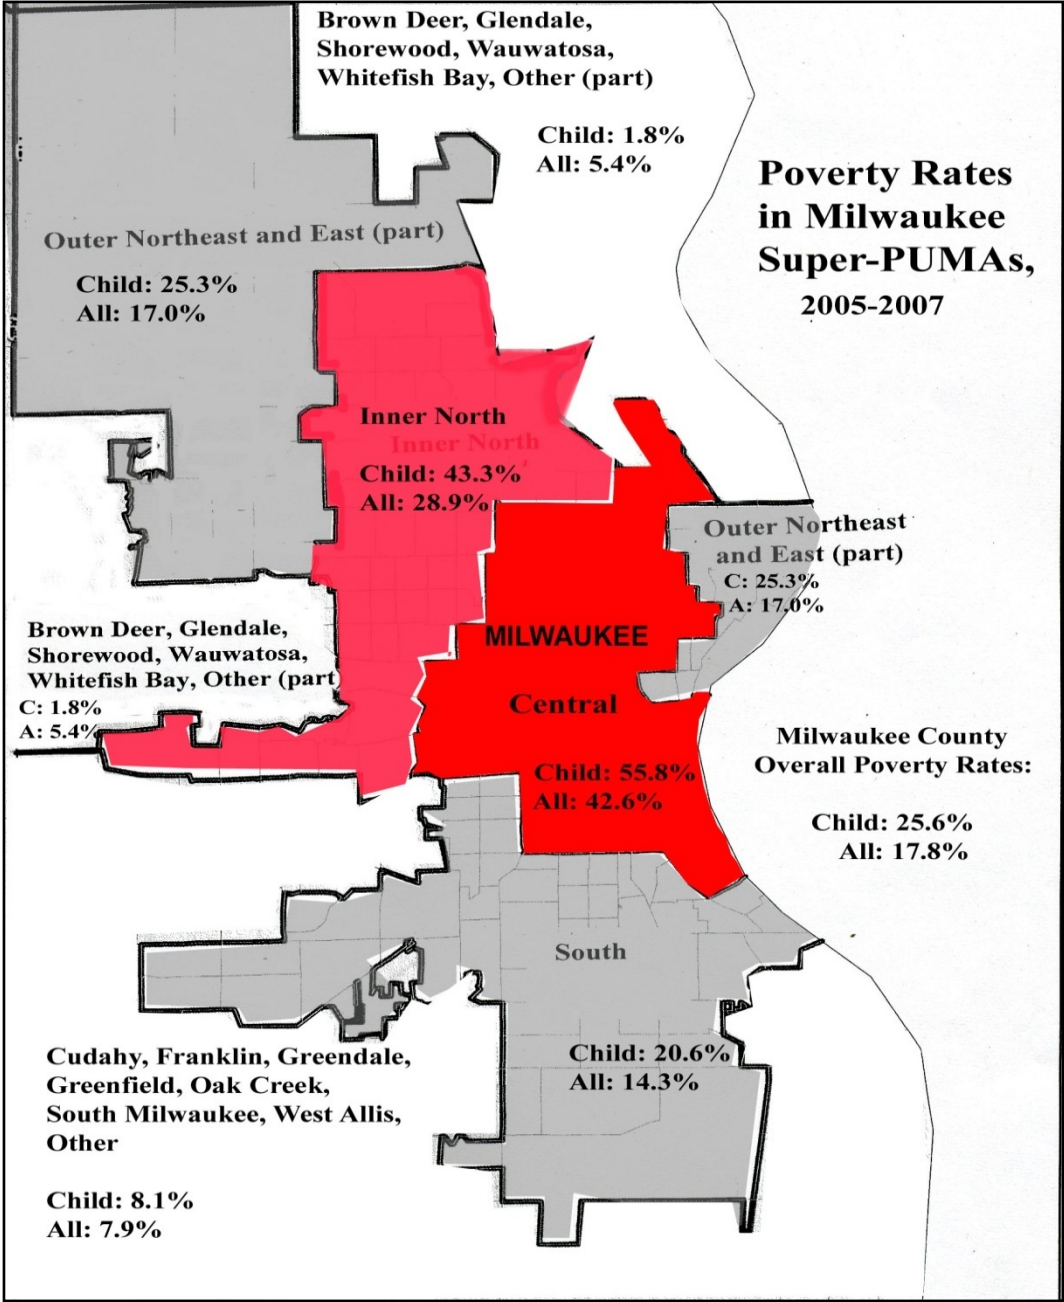 Brown Deer, Glendale,
Shorewood, Wauwatosa,
Whitefish Bay, Other (part)
Child: 1.8%
All: 5.4%
Poverty Rates
in Milwaukee
Super-PUMAs,
2005-2007
Outer Northeast and East (part)
Child: 25.3%
All: 17.0%
Inner North
Inner North
Child: 43.3%
All: 28.9%
Outer Northeast
and East (part)
C: 25.3%
A: 17.0%
Brown Deer, Glendale,
Shorewood, Wauwatosa,
Whitefish Bay, Other (part
C: 1.8%
A: 5.4%
MILWAUKEE
Central
Child: 55.8%
All: 42.6%
Milwaukee County
Overall Poverty Rates:
Child: 25.6%
All: 17.8%
South
Child: 20.6%
All: 14.3%
Cudahy, Franklin, Greendale,
Greenfield, Oak Creek,
South Milwaukee, West Allis,
Other
Child: 8.1%
All: 7.9%